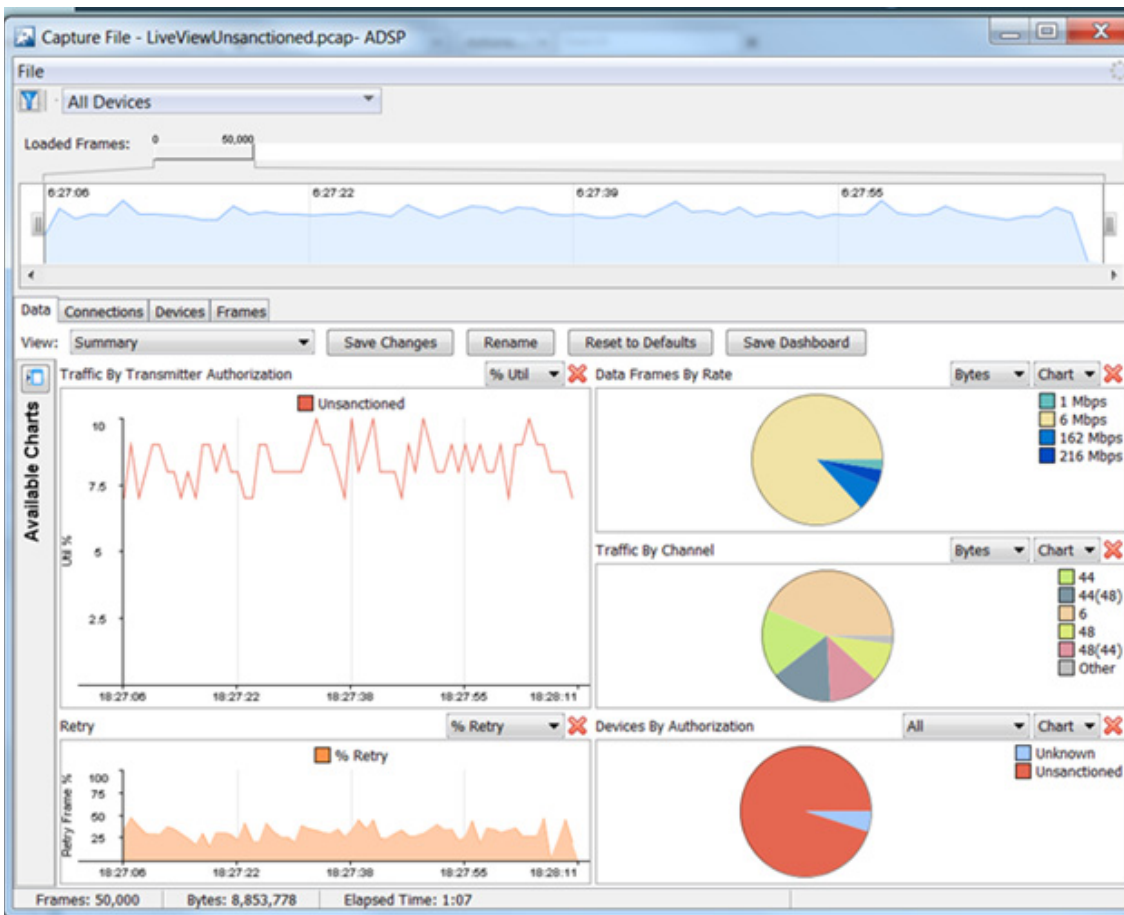 Capture File - LiveViewUnsanctioned.pcap- ADSP
File
All Devices
Loaded Frames: 0 50,000
6:27:06 6:27:22 6:27:39 6:27:55
Data Connections Devices Frames
View: Summary Save Changes Rename Reset to Defaults Save Dashboard
Available Charts
Traffic By Transmitter Authorization % Util
Unsanctioned
10
7.5
5
2.5
Util %
18:27:06 18:27:22 18:27:38 18:27:55 18:28:11
Retry % Retry
% Retry
100
75
50
25
Retry Frame %
18:27:06 18:27:22 18:27:38 18:27:55 18:28:11
Data Frames By Rate Bytes Chart
1 Mbps
6 Mbps
162 Mbps
216 Mbps
Traffic By Channel Bytes Chart
44
44(48)
6
48
48(44)
Other
Devices By Authorization All Chart
Unknown
Unsanctioned
Frames: 50,000 Bytes: 8,853,778 Elapsed Time: 1:07